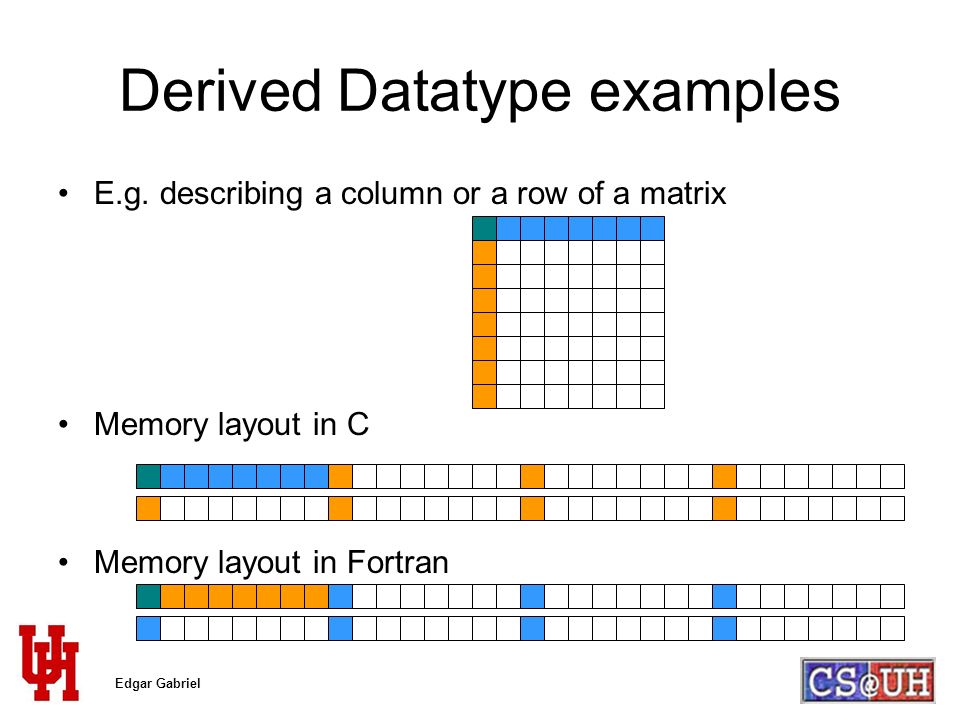 Derived Datatype examples
• E.g. describing a column or a row of a matrix
• Memory layout in C
• Memory layout in Fortran
UH
Edgar Gabriel
CS@UH